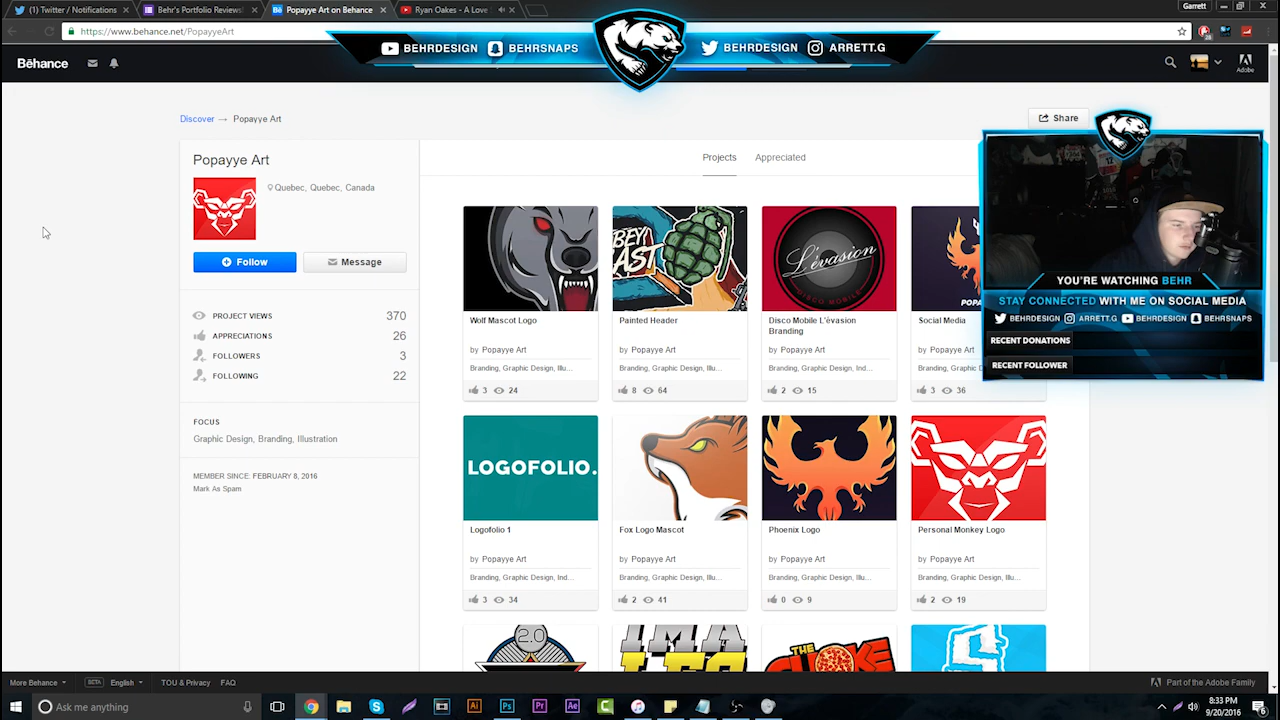 (1) Twitter / Notifications
Behr's Portfolio Reviews!
Popayye Art on Behance
Ryan Oakes - A Love
Garrett
https://www.behance.net/PopayyeArt
BEHRDESIGN
BEHRSNAPS
BEHRDESIGN
ARRETT.G
Bēhance
Adobe
Discover → Popayye Art
Share
Popayye Art
Quebec, Quebec, Canada
Follow
Message
PROJECT VIEWS 370
APPRECIATIONS 26
FOLLOWERS 3
FOLLOWING 22
FOCUS
Graphic Design, Branding, Illustration
MEMBER SINCE: FEBRUARY 8, 2016
Mark As Spam
Projects Appreciated
L'évasion
DISCO MOBILE
Wolf Mascot Logo
by Popayye Art
Branding, Graphic Design, Illu...
3 24
Painted Header
by Popayye Art
Branding, Graphic Design, Illu...
8 64
Disco Mobile L'èvasion
Branding
by Popayye Art
Branding, Graphic Design, Ind...
2 15
Social Media
by Popayye Art
3 36
YOU'RE WATCHING BEHR
STAY CONNECTED WITH ME ON SOCIAL MEDIA
BEHRDESIGN ARRETT.G BEHRDESIGN BEHRSNAPS
RECENT DONATIONS
RECENT FOLLOWER
LOGOFOLIO.
Logofolio 1
by Popayye Art
Branding, Graphic Design, Ind...
3 34
Fox Logo Mascot
by Popayye Art
Branding, Graphic Design, Illu...
2 41
Phoenix Logo
by Popayye Art
Branding, Graphic Design, Illu...
0 9
Personal Monkey Logo
by Popayye Art
Branding, Graphic Design, Illu...
2 19
2.0
I'M A
THE
More Behance
BETA English
TOU & Privacy
FAQ
Part of the Adobe Family
Ask me anything
8:33 PM
9/20/2016